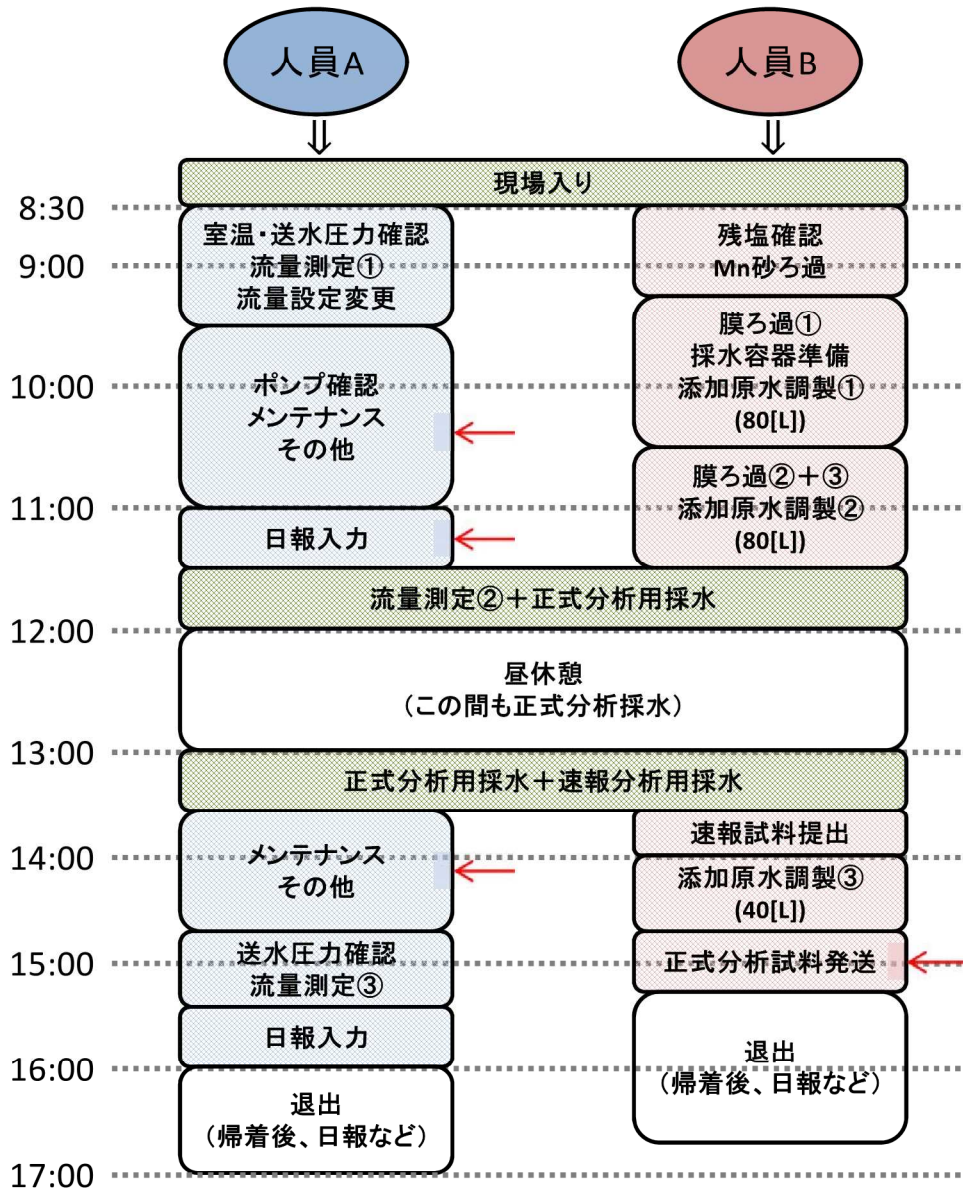 人員A
人員B
⇓
⇓
現場入り
8:30
室温・送水圧力確認
流量測定①
流量設定変更
残塩確認
Mn砂ろ過
9:00
膜ろ過①
採水容器準備
添加原水調製①
(80[L])
ポンプ確認
メンテナンス
その他
10:00
膜ろ過②＋③
添加原水調製②
(80[L])
11:00
日報入力
流量測定②＋正式分析用採水
12:00
昼休憩
（この間も正式分析採水）
13:00
正式分析用採水＋速報分析用採水
メンテナンス
その他
速報試料提出
14:00
添加原水調製③
(40[L])
送水圧力確認
流量測定③
正式分析試料発送
15:00
日報入力
退出
（帰着後、日報など）
16:00
退出
（帰着後、日報など）
17:00